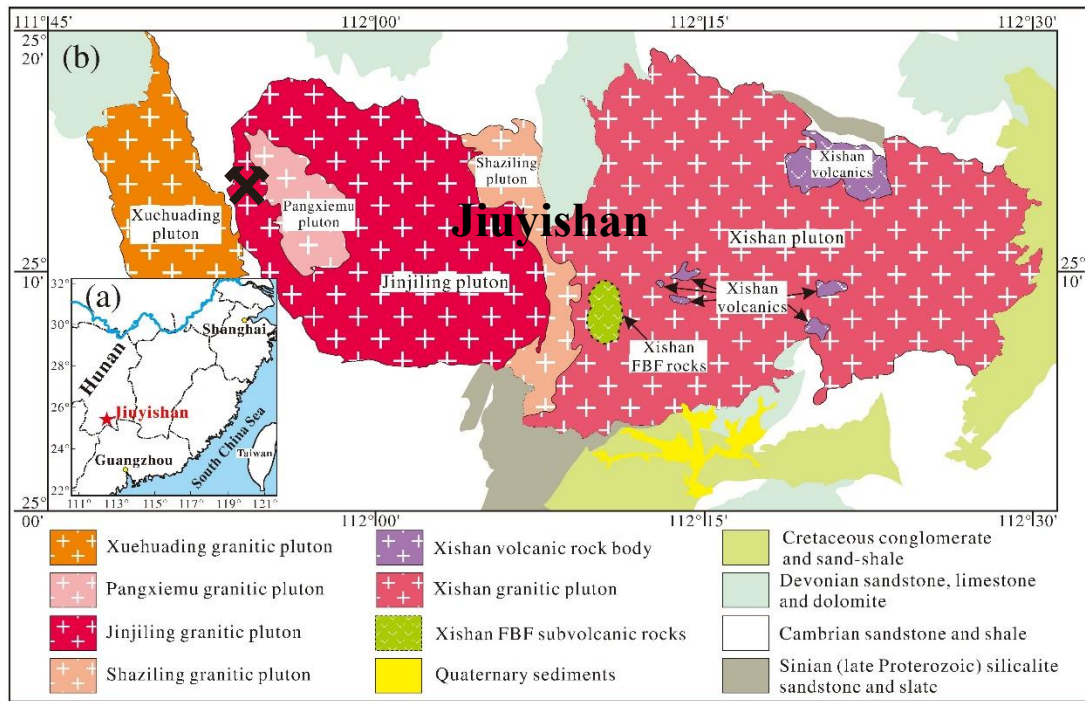 111°45' 112°00' 112°15' 112°30'
25°
20'
25°
20'
(b)
Xishan
volcanics
Shaziling
pluton
Pangxiemu
pluton
Xuchuading
pluton
Jiuyishan
Xishan pluton
25°
10'
25°
10'
Jinjiling pluton
Xishan
volcanics
Xishan
FBF rocks
(a)
32°
30°
28°
26°
24°
22°
Shanghai
Hunan
Jiuyishan
Guangzhou
Taiwan
South China Sea
111° 113° 115° 117° 119° 121°
25°
00'
25°
00'
112°00' 112°15' 112°30'
Xuehuading granitic pluton
Pangxiemu granitic pluton
Jinjiling granitic pluton
Shaziling granitic pluton
Xishan volcanic rock body
Xishan granitic pluton
Xishan FBF subvolcanic rocks
Quaternary sediments
Cretaceous conglomerate
and sand-shale
Devonian sandstone, limestone
and dolomite
Cambrian sandstone and shale
Sinian (late Proterozoic) silicalite
sandstone and slate